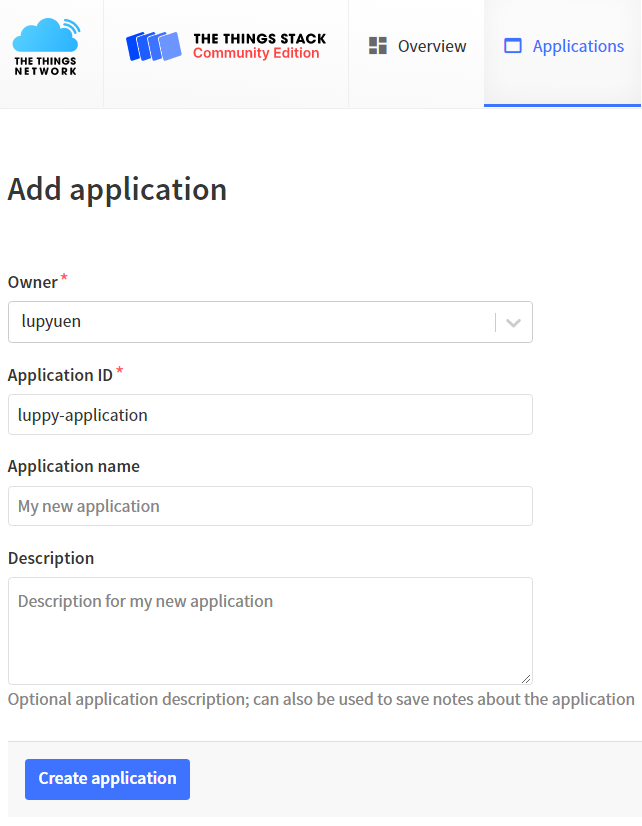 THE THINGS NETWORK
THE THINGS STACK
Community Edition
Overview
Applications
Add application
Owner*
lupyuen
Application ID*
luppy-application
Application name
My new application
Description
Description for my new application
Optional application description; can also be used to save notes about the application
Create application